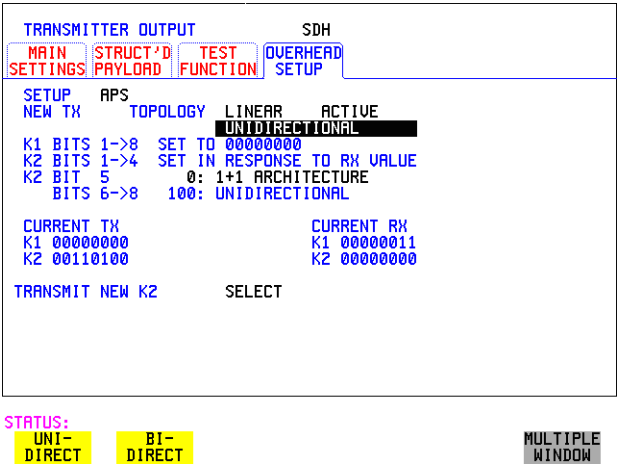 TRANSMITTER OUTPUT SDH
MAIN SETTINGS
STRUCT'D PAYLOAD
TEST FUNCTION
OVERHEAD SETUP
SETUP APS
NEW TX TOPOLOGY LINEAR ACTIVE
UNIDIRECTIONAL
K1 BITS 1->8 SET TO 00000000
K2 BITS 1->4 SET IN RESPONSE TO RX VALUE
K2 BIT 5 0: 1+1 ARCHITECTURE
BITS 6->8 100: UNIDIRECTIONAL
CURRENT TX CURRENT RX
K1 00000000 K1 00000011
K2 00110100 K2 00000000
TRANSMIT NEW K2 SELECT
STATUS:
UNI-DIRECT
BI-DIRECT
MULTIPLE WINDOW